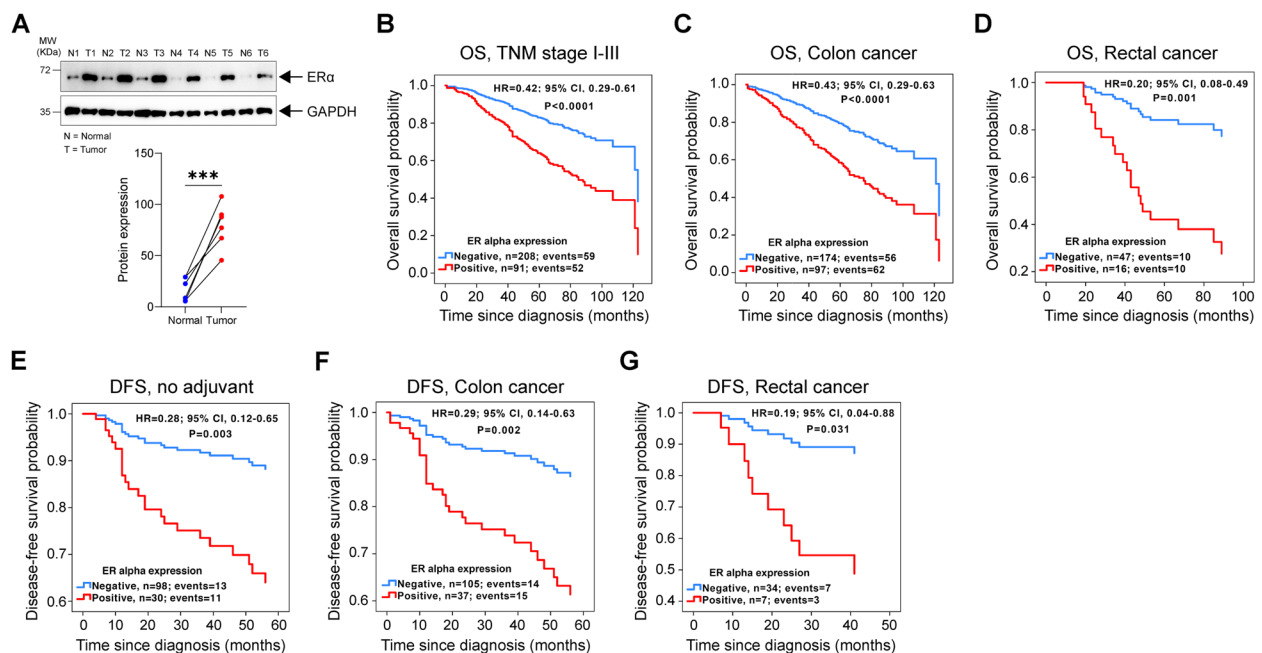 A
MW
(KDa)
N1 T1 N2 T2 N3 T3 N4 T4 N5 T5 N6 T6
72
ERα
35
GAPDH
N = Normal
T = Tumor
***
Protein expression
150
100
50
0
Normal Tumor
B
OS, TNM stage I-III
HR=0.42; 95% CI, 0.29-0.61
P<0.0001
Overall survival probability
1.0
0.8
0.6
0.4
0.2
0.0
ER alpha expression
Negative, n=208; events=59
Positive, n=91; events=52
0 20 40 60 80 100 120
Time since diagnosis (months)
C
OS, Colon cancer
HR=0.43; 95% CI, 0.29-0.63
P<0.0001
Overall survival probability
1.0
0.8
0.6
0.4
0.2
0.0
ER alpha expression
Negative, n=174; events=56
Positive, n=97; events=62
0 20 40 60 80 100 120
Time since diagnosis (months)
D
OS, Rectal cancer
HR=0.20; 95% CI, 0.08-0.49
P=0.001
Overall survival probability
1.0
0.8
0.6
0.4
0.2
ER alpha expression
Negative, n=47; events=10
Positive, n=16; events=10
0 20 40 60 80 100
Time since diagnosis (months)
E
DFS, no adjuvant
HR=0.28; 95% CI, 0.12-0.65
P=0.003
Disease-free survival probability
1.0
0.9
0.8
0.7
0.6
ER alpha expression
Negative, n=98; events=13
Positive, n=30; events=11
0 10 20 30 40 50 60
Time since diagnosis (months)
F
DFS, Colon cancer
HR=0.29; 95% CI, 0.14-0.63
P=0.002
Disease-free survival probability
1.0
0.9
0.8
0.7
0.6
ER alpha expression
Negative, n=105; events=14
Positive, n=37; events=15
0 10 20 30 40 50 60
Time since diagnosis (months)
G
DFS, Rectal cancer
HR=0.19; 95% CI, 0.04-0.88
P=0.031
Disease-free survival probability
1.0
0.9
0.8
0.7
0.6
0.5
0.4
ER alpha expression
Negative, n=34; events=7
Positive, n=7; events=3
0 10 20 30 40 50
Time since diagnosis (months)